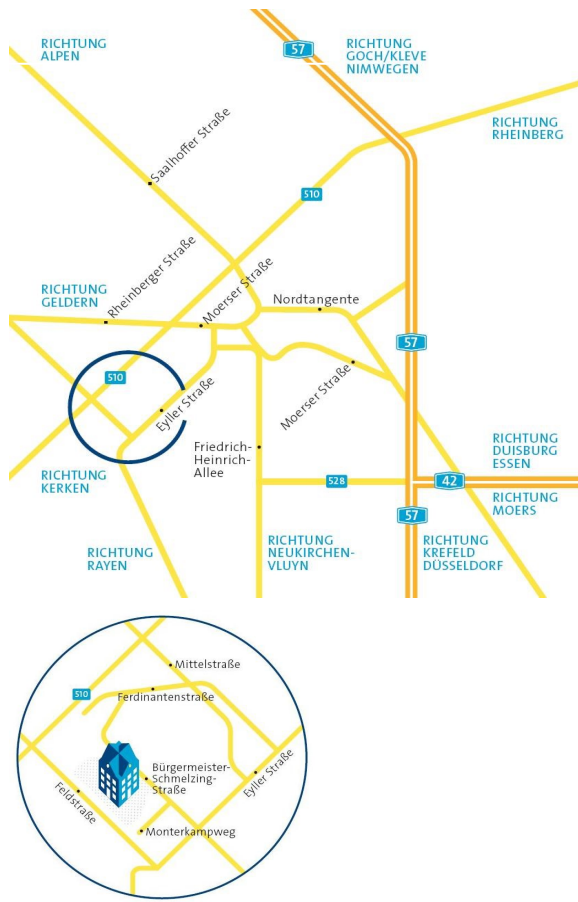 RICHTUNG
ALPEN
57
RICHTUNG
GOCH/KLEVE
NIMWEGEN
RICHTUNG
RHEINBERG
Saalhoffer Straße
510
Rheinberger Straße
Moerser Straße
RICHTUNG
GELDERN
Nordtangente
57
510
Eyller Straße
Moerser Straße
Friedrich-
Heinrich-
Allee
RICHTUNG
DUISBURG
ESSEN
RICHTUNG
KERKEN
528
42
RICHTUNG
MOERS
57
RICHTUNG
RAYEN
RICHTUNG
NEUKIRCHEN-
VLUYN
RICHTUNG
KREFELD
DÜSSELDORF
Mittelstraße
510
Ferdinantenstraße
Bürgermeister-
Schmelzing-
Straße
Eyller Straße
Feldstraße
Monterkampweg